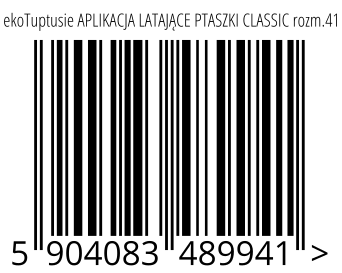 ekoTuptusie APLIKACJA LATAJĄCE PTASZKI CLASSIC rozm.41
5 904083 489941 >